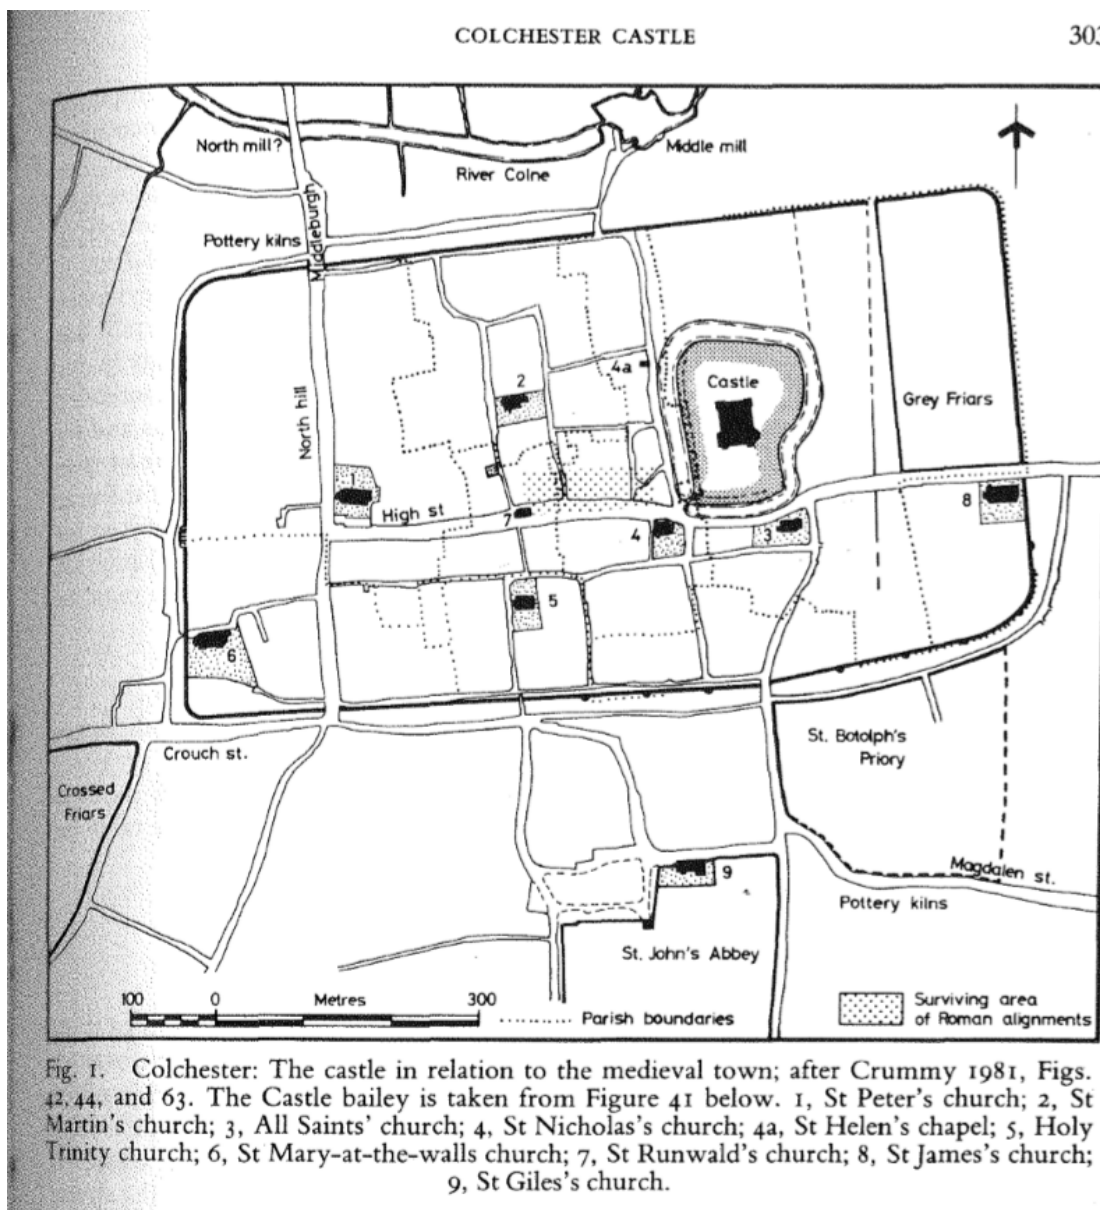 COLCHESTER CASTLE
303
North mill?
Middle mill
River Colne
Middleburgh
Pottery kilns
2
4a
Castle
Grey Friars
North hill
1
High st
7
8
4
3
5
6
Crouch st.
St. Botolph's
Priory
Crossed
Friars
Magdalen st.
9
Pottery kilns
St. John's Abbey
100 0 Metres 300
Parish boundaries
Surviving area
of Roman alignments
Fig. 1. Colchester: The castle in relation to the medieval town; after Crummy 1981, Figs.
42, 44, and 63. The Castle bailey is taken from Figure 41 below. 1, St Peter's church; 2, St
Martin's church; 3, All Saints' church; 4, St Nicholas's church; 4a, St Helen's chapel; 5, Holy
Trinity church; 6, St Mary-at-the-walls church; 7, St Runwald's church; 8, St James's church;
9, St Giles's church.